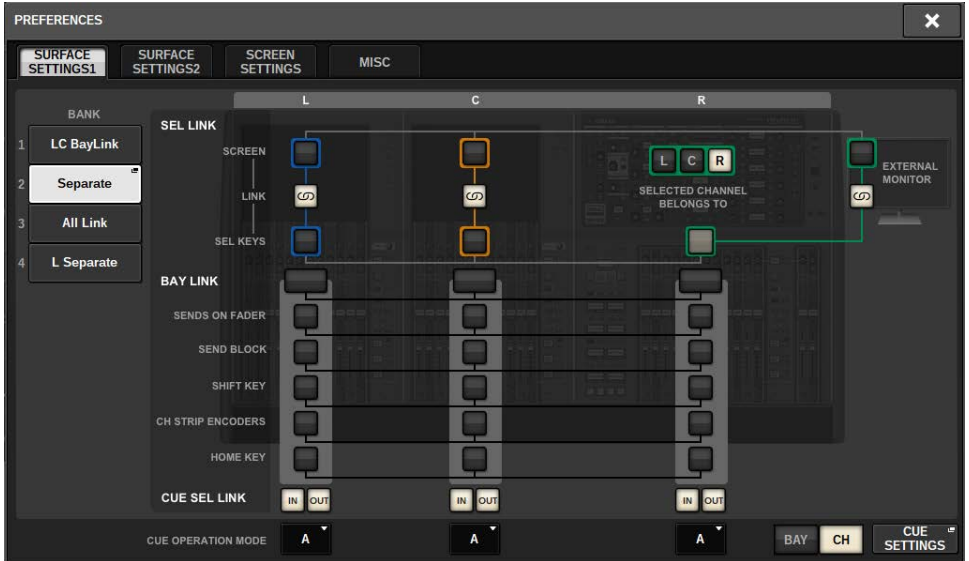 PREFERENCES
SURFACE
SETTINGS1
SURFACE
SETTINGS2
SCREEN
SETTINGS
MISC
BANK
1 LC BayLink
2 Separate
3 All Link
4 L Separate
L C R
SEL LINK
SCREEN
LINK
SEL KEYS
L C R
SELECTED CHANNEL
BELONGS TO
EXTERNAL
MONITOR
BAY LINK
SENDS ON FADER
SEND BLOCK
SHIFT KEY
CH STRIP ENCODERS
HOME KEY
CUE SEL LINK
IN OUT IN OUT IN OUT
CUE OPERATION MODE
A A A
BAY CH
CUE
SETTINGS